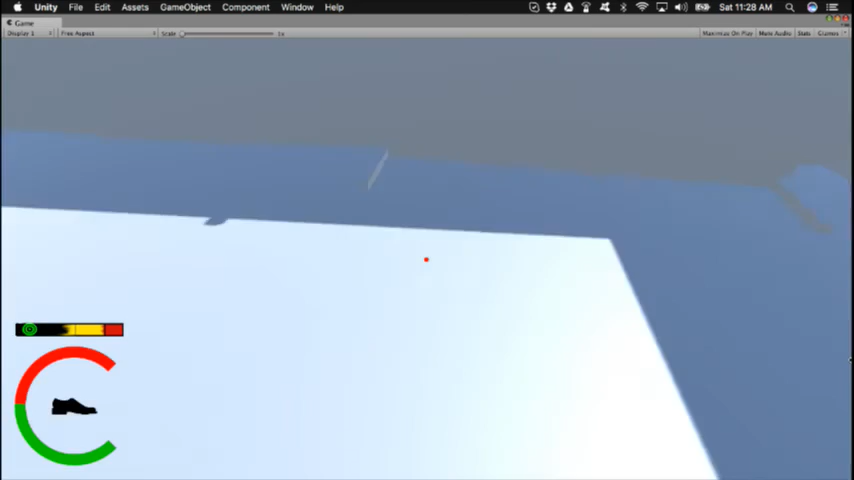 Unity File Edit Assets GameObject Component Window Help Sat 11:28 AM
Game
Display 1 Free Aspect Scale 1x Maximize On Play Mute Audio Stats Gizmos